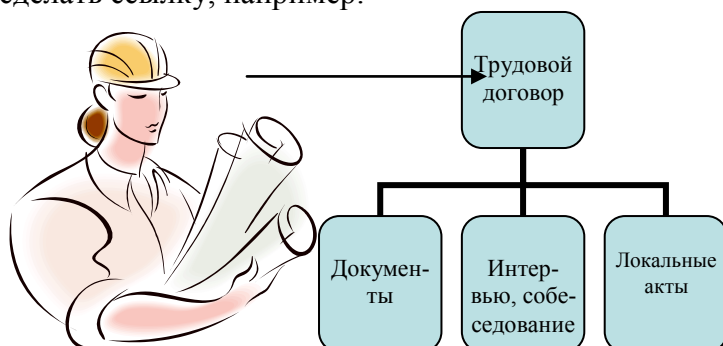 сделать ссылку, например:
Трудовой
договор
Докумен-
ты
Интер-
вью, собе-
седование
Локальные
акты